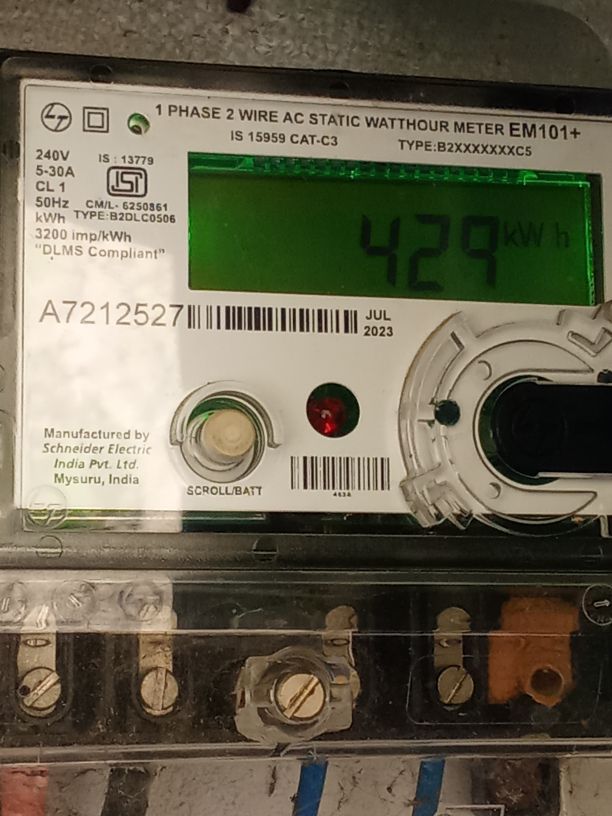 1 PHASE 2 WIRE AC STATIC WATTHOUR METER EM101+
IS 15959 CAT-C3 TYPE:B2XXXXXXXC5
240V
5-30A
CL 1
50Hz
kWh
3200 imp/kWh
"DLMS Compliant"
IS : 13779
ISI
CM/L- 6250861
TYPE:B2DLC0506
429 kWh
A7212527
JUL
2023
Manufactured by
Schneider Electric
India Pvt. Ltd.
Mysuru, India
SCROLL/BATT